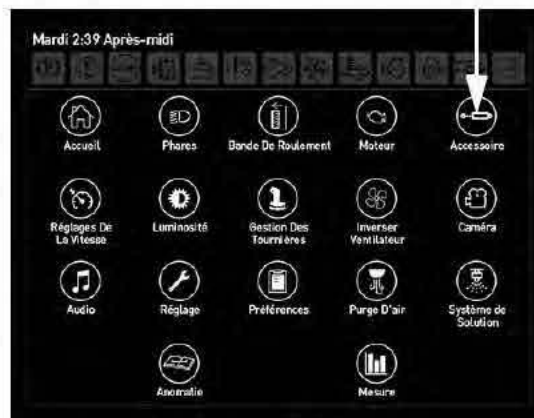 Mardi 2:39 Après-midi
Accueil
Phares
Bande De Roulement
Moteur
Accessoire
Réglages De
La Vitesse
Luminosité
Gestion Des
Tournières
Inverser
Ventilateur
Caméra
Audio
Réglage
Préférences
Purge D'air
Système de
Solution
Anomalie
Mesure